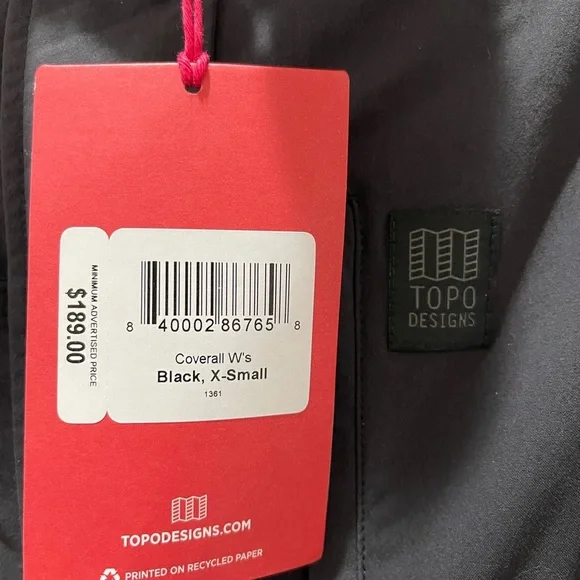 MINIMUM ADVERTISED PRICE
$189.00
8 40002 86765 8
Coverall W's
Black, X-Small
1361
TOPODESIGNS.COM
PRINTED ON RECYCLED PAPER
TOPO
DESIGNS